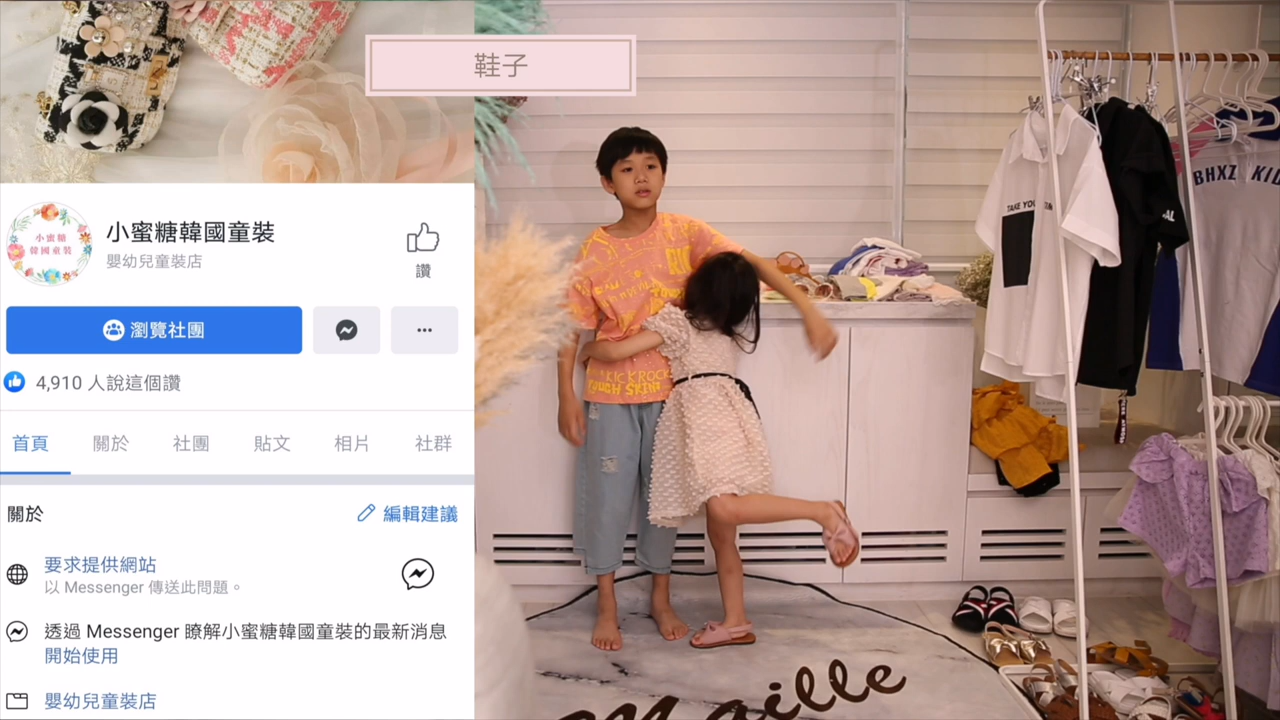 鞋子
小蜜糖
韓國童裝
小蜜糖韓國童裝
嬰幼兒童裝店
讚
瀏覽社團
4,910 人說這個讚
首頁 關於 社團 貼文 相片 社群
關於
編輯建議
要求提供網站
以 Messenger 傳送此問題。
透過 Messenger 瞭解小蜜糖韓國童裝的最新消息
開始使用
嬰幼兒童裝店
KICK ROCK
TOUGH SKIN
TAKE YOU
BHXZ KID
Maille